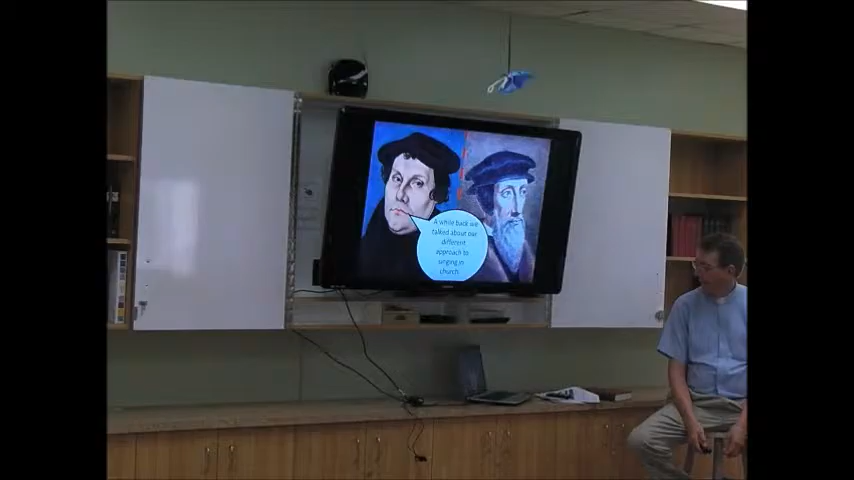 A while back we
talked about our
different
approach to
singing in
church.